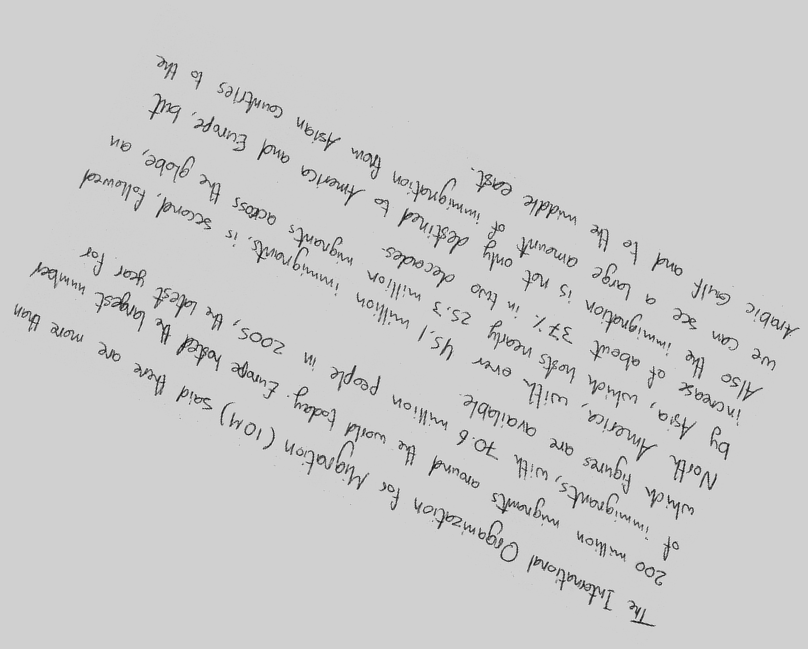 The International Organization for Migration (IOM) said there are more than
200 million migrants around the world today. Europe hosted the largest number
of immigrants, with 70.6 million people in 2005, the latest year for
which figures are available.
North America, with over 45,1 million immigrants, is second, followed
by Asia, which hosts nearly 25,3 million migrants across the globe, an
increase of about 37% in two decades.
Also the immigration is not only destined to America and Europe, but
we can see a large amount of immigration from Asian countries to the
Arabic Gulf and to the middle east.